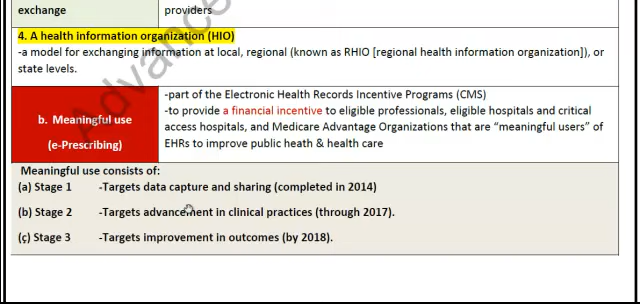 exchange
providers
4. A health information organization (HIO)
-a model for exchanging information at local, regional (known as RHIO [regional health information organization]), or
state levels.
b. Meaningful use
(e-Prescribing)
-part of the Electronic Health Records Incentive Programs (CMS)
-to provide a financial incentive to eligible professionals, eligible hospitals and critical
access hospitals, and Medicare Advantage Organizations that are “meaningful users” of
EHRs to improve public heath & health care
Meaningful use consists of:
(a) Stage 1 -Targets data capture and sharing (completed in 2014)
(b) Stage 2 -Targets advancement in clinical practices (through 2017).
(c) Stage 3 -Targets improvement in outcomes (by 2018).
Advance